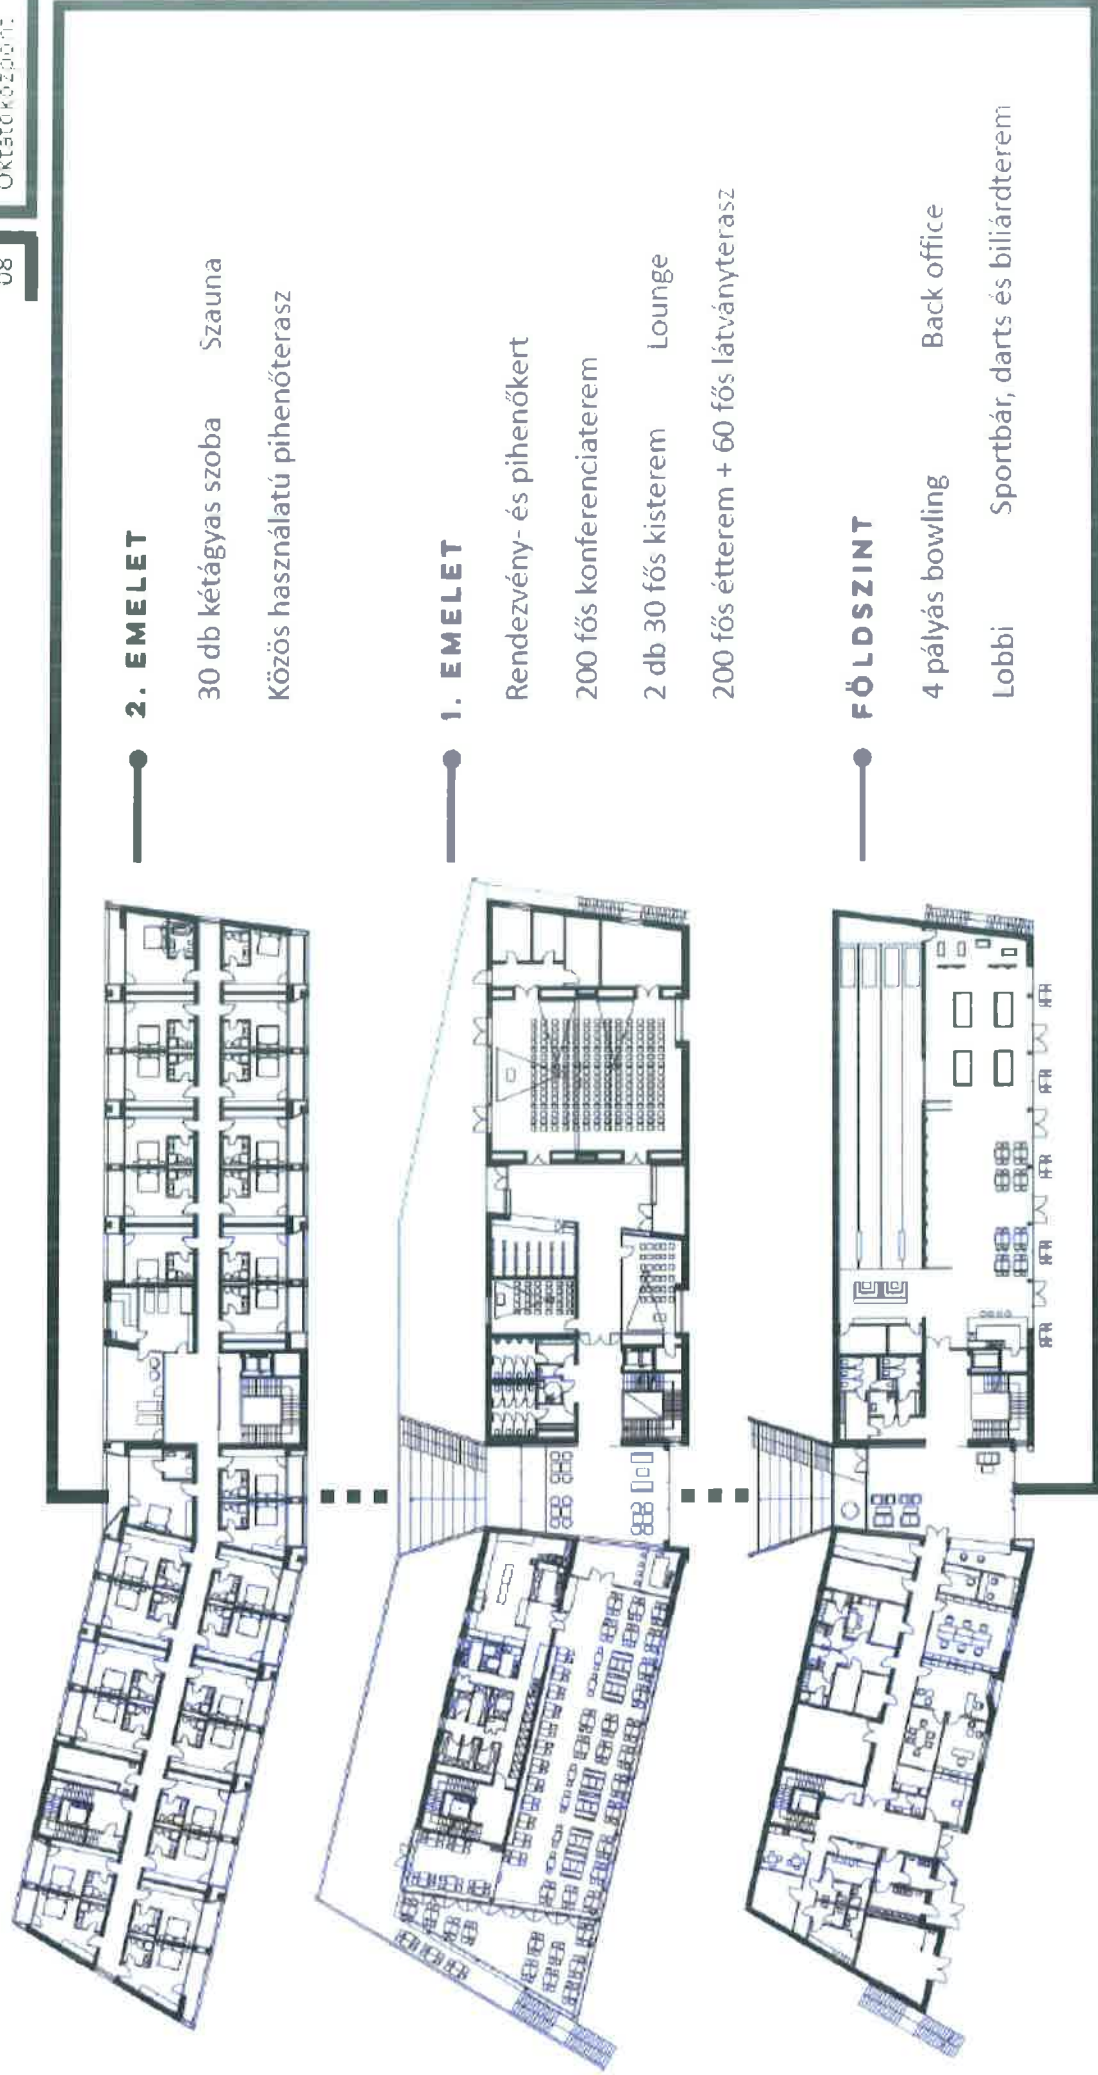 08
Oktatóközpont
2. EMELET
30 db kétágyas szoba Szauna
Közös használatú pihenőterasz
1. EMELET
Rendezvény- és pihenőkert
200 fős konferenciaterem
2 db 30 fős kisterem Lounge
200 fős étterem + 60 fős látványterasz
FÖLDSZINT
4 pályás bowling Back office
Lobbi Sportbár, darts és biliárdterem